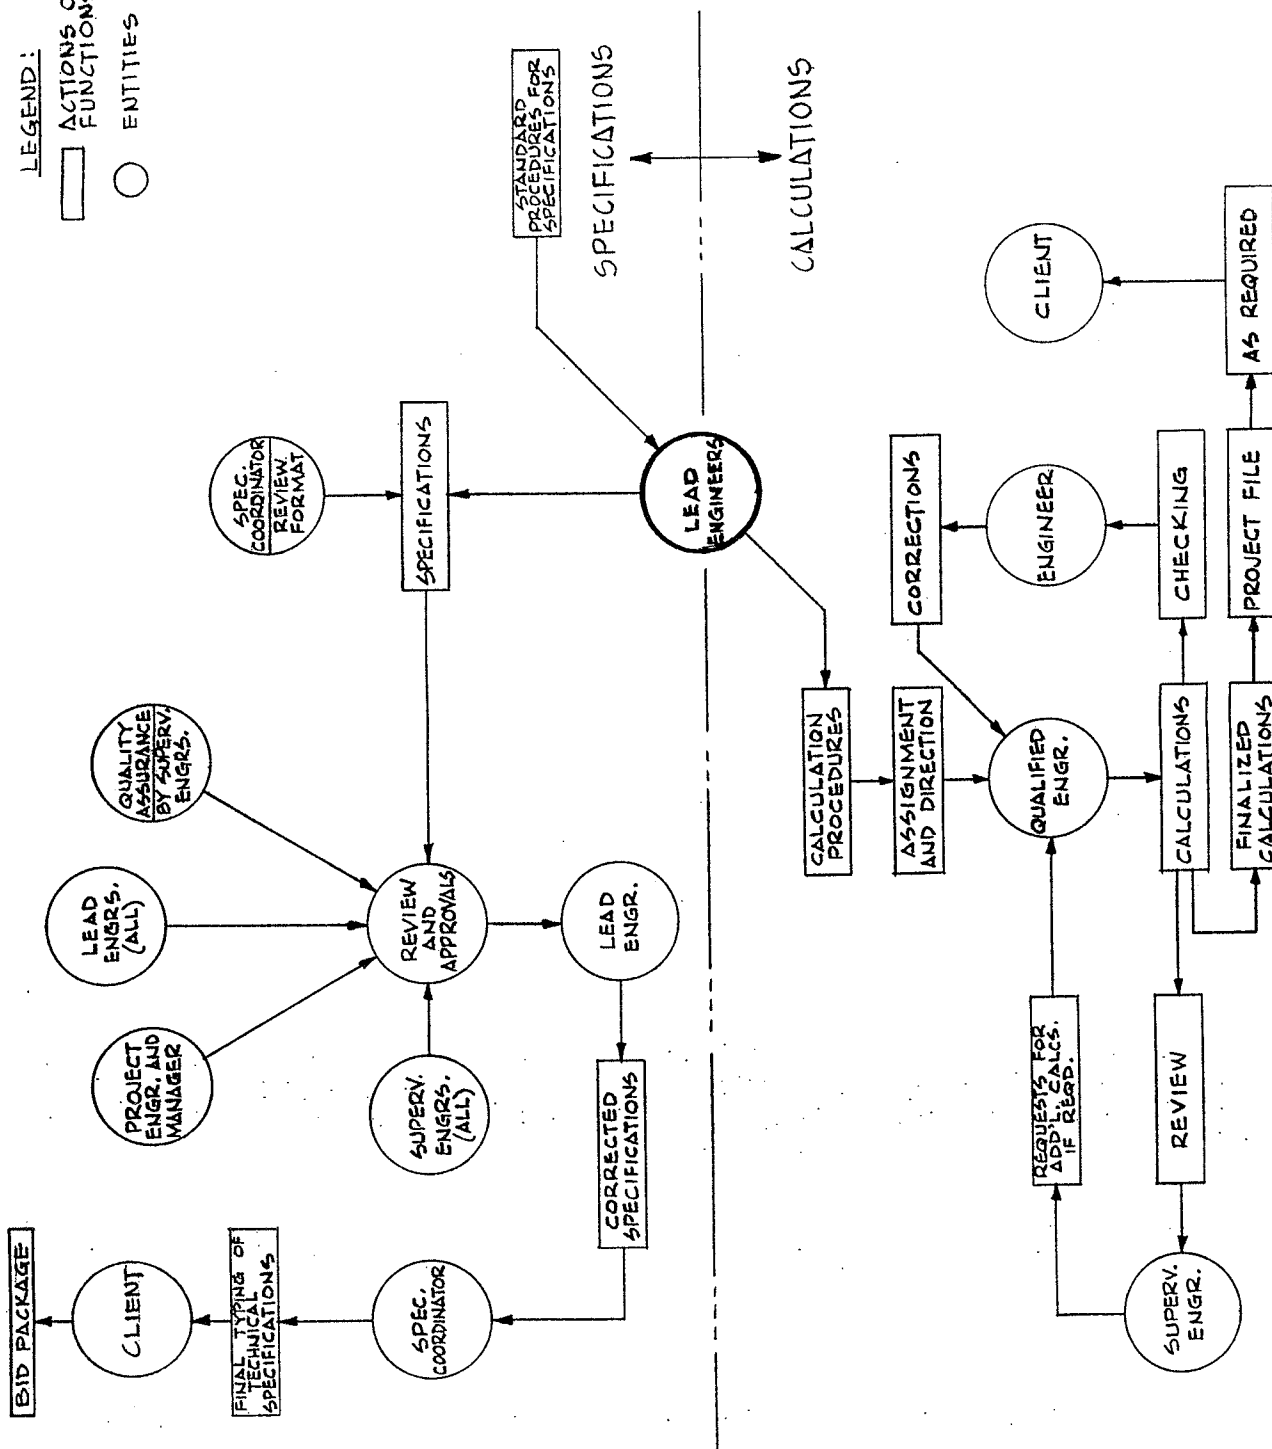 LEGEND:
ACTIONS
FUNCTIONS
ENTITIES
STANDARD
PROCEDURES FOR
SPECIFICATIONS
SPECIFICATIONS
CALCULATIONS
SPEC.
COORDINATOR
REVIEW
FORMAT
SPECIFICATIONS
LEAD
ENGINEERS
QUALITY
ASSURANCE
BY SUPERV.
ENGRS.
LEAD
ENGRS.
(ALL)
PROJECT
ENGR. AND
MANAGER
SUPERV.
ENGRS.
(ALL)
REVIEW
AND
APPROVALS
LEAD
ENGR.
CORRECTED
SPECIFICATIONS
SPEC.
COORDINATOR
FINAL TYPING OF
TECHNICAL
SPECIFICATIONS
CLIENT
BID PACKAGE
CALCULATION
PROCEDURES
ASSIGNMENT
AND DIRECTION
QUALIFIED
ENGR.
CORRECTIONS
ENGINEER
CHECKING
CALCULATIONS
FINALIZED
CALCULATIONS
PROJECT FILE
AS REQUIRED
CLIENT
REVIEW
SUPERV.
ENGR.
REQUESTS FOR
ADD'L. CALCS.
IF REQD.